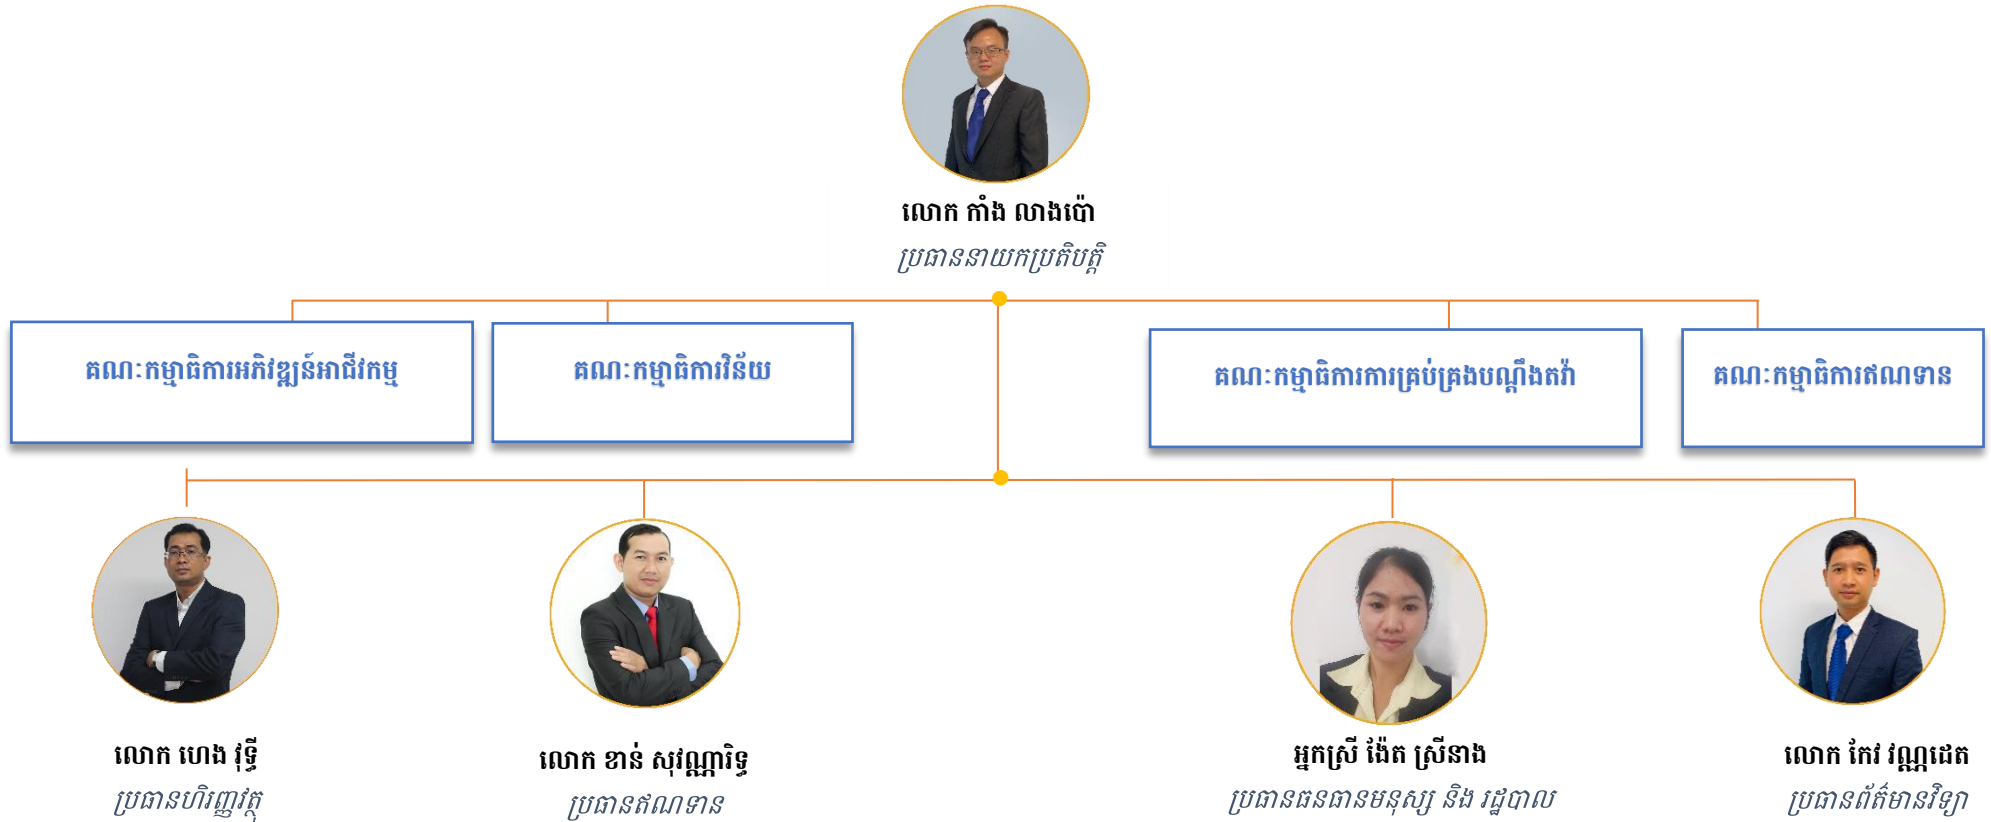 លោក កាំង លាងប៉ោ
ប្រធាននាយកប្រតិបត្តិ
គណៈកម្មាធិការអភិវឌ្ឍន៍អាជីវកម្ម
គណៈកម្មាធិការវិន័យ
គណៈកម្មាធិការការគ្រប់គ្រងបណ្តឹងតវ៉ា
គណៈកម្មាធិការឥណទាន
លោក ហេង វុទ្ធី
ប្រធានហិរញ្ញវត្ថុ
លោក ខាន់ សុវណ្ណារិទ្ធ
ប្រធានឥណទាន
អ្នកស្រី ង៉ែត ស្រីនាង
ប្រធានធនធានមនុស្ស និង រដ្ឋបាល
លោក កែវ វណ្ណដេត
ប្រធានព័ត៌មានវិទ្យា